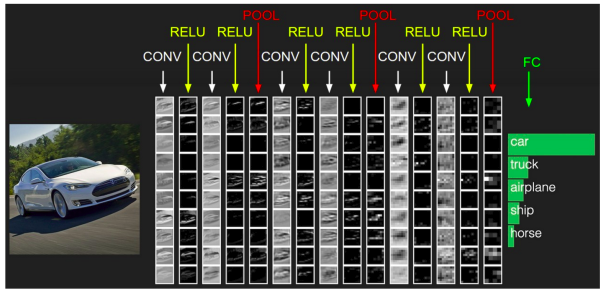 POOL POOL POOL
RELU RELU RELU RELU RELU RELU
CONV CONV CONV CONV CONV CONV
FC
car
truck
airplane
ship
horse